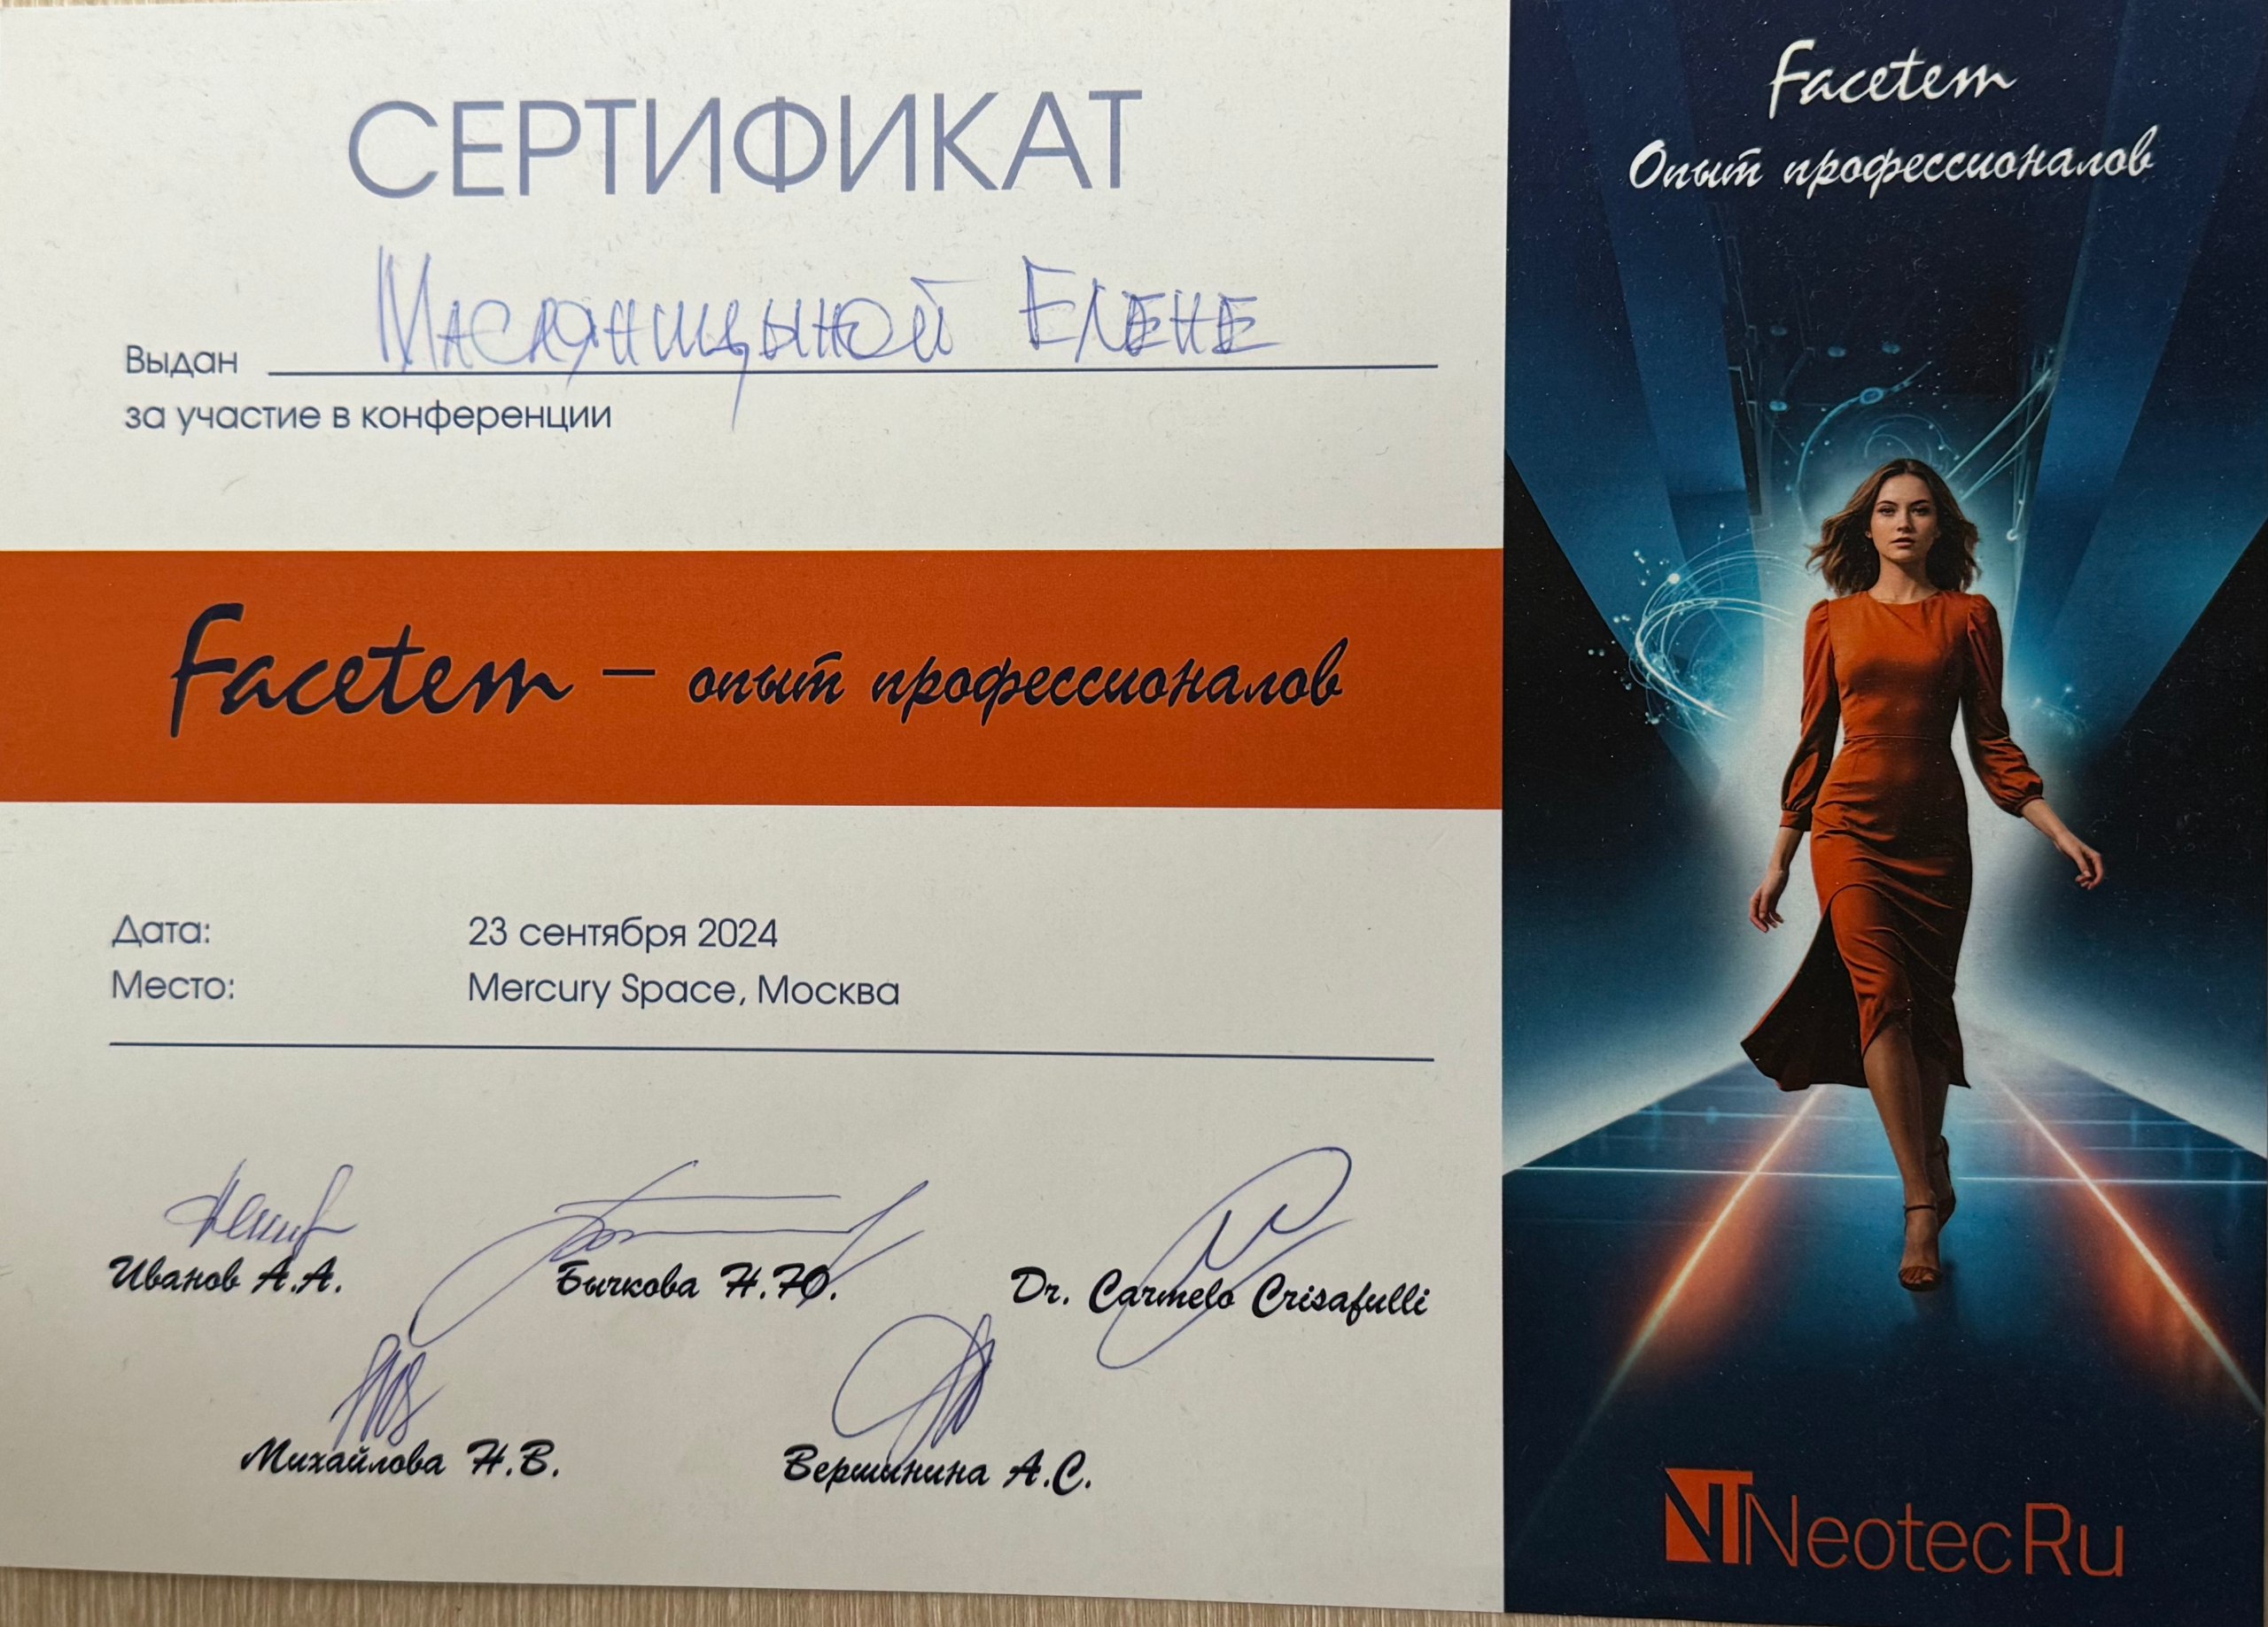 СЕРТИФИКАТ
Масляницыной Елене
Выдан
за участие в конференции
Facetem – опыт профессионалов
Дата: 23 сентября 2024
Место: Mercury Space, Москва
Иванов А.А. Бычкова Н.Ю. Dr. Carmelo Crisafulli
Михайлова Н.В. Вершинина А.С.
Facetem
Опыт профессионалов
NT NeotecRu